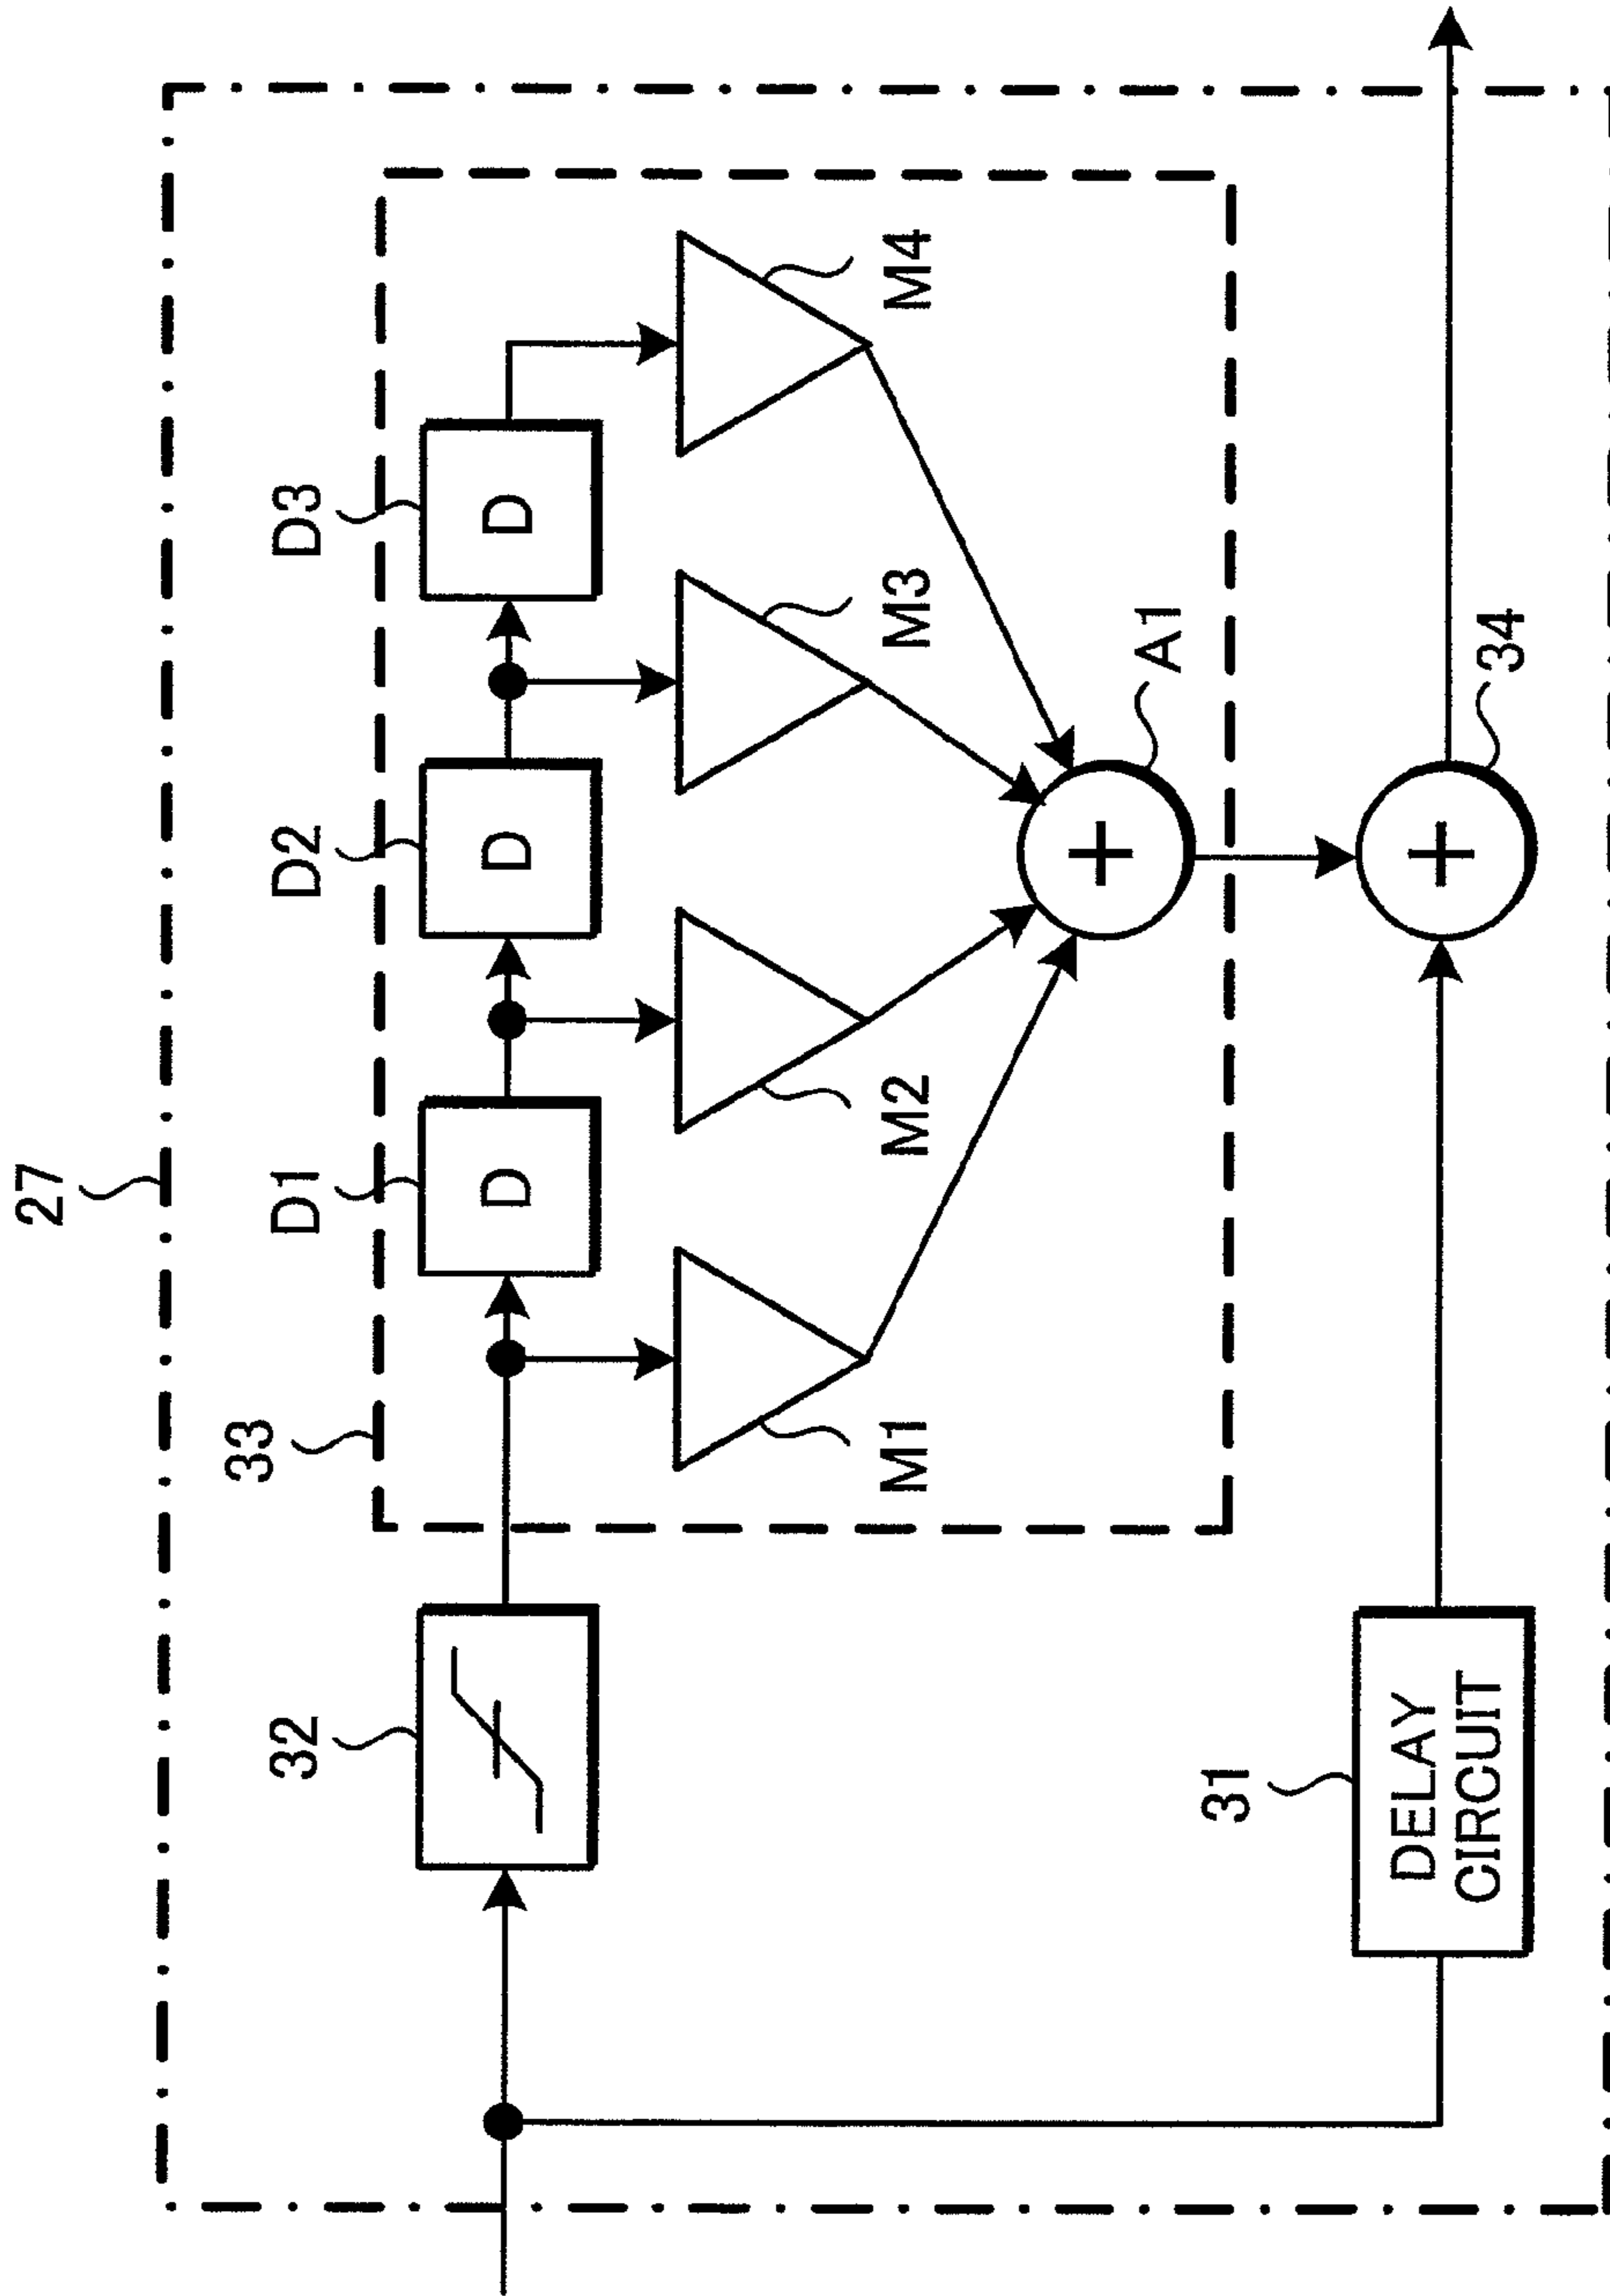 27
33
D1
D2
D3
32
D
D
D
M1
M2
M3
M4
A1
+
31
DELAY
CIRCUIT
+
34